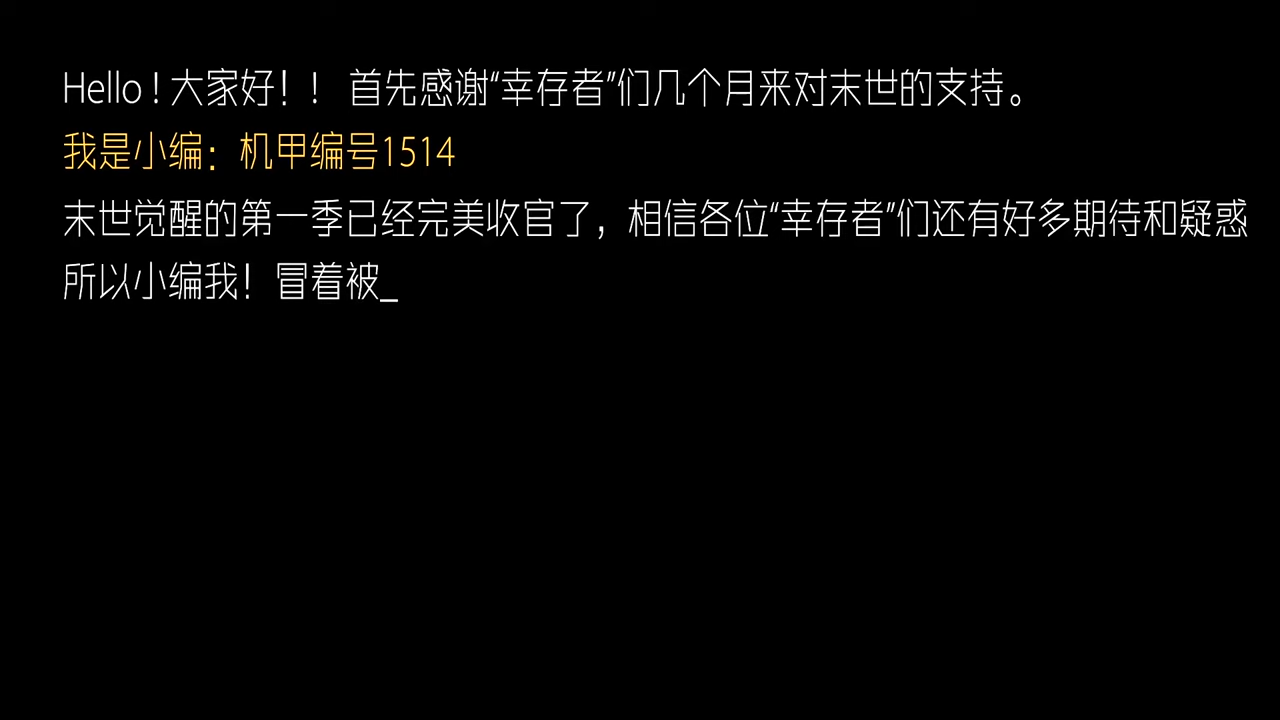 Hello ! 大家好！！ 首先感谢“幸存者”们几个月来对末世的支持。
我是小编：机甲编号1514
末世觉醒的第一季已经完美收官了，相信各位“幸存者”们还有好多期待和疑惑
所以小编我！冒着被_